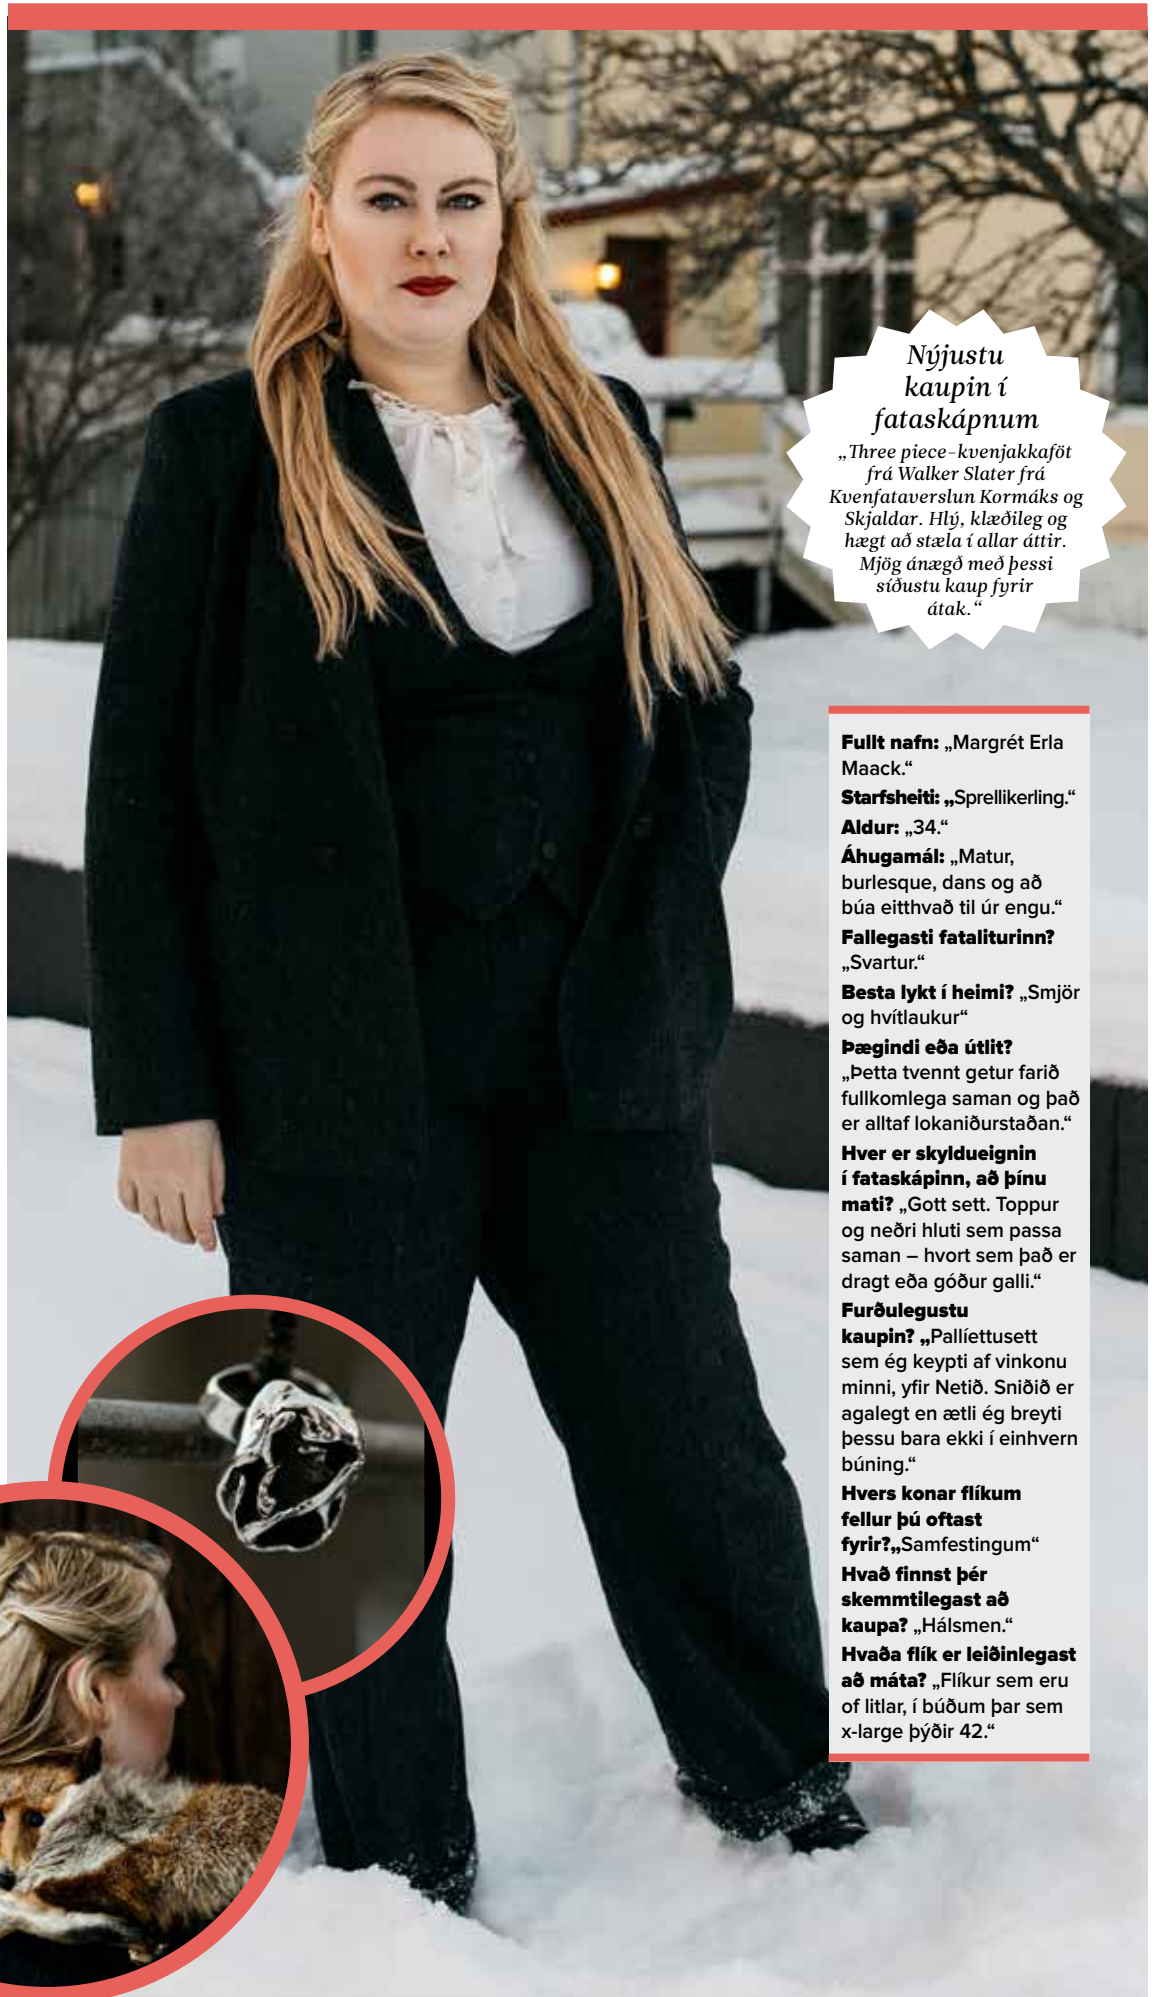 Nýjustu
kaupin í
fataskápnum
„Three piece-kvenjakkaföt
frá Walker Slater frá
Kvenfataverslun Kormáks og
Skjaldar. Hlý, klæðileg og
hægt að stæla í allar áttir.
Mjög ánægð með þessi
síðustu kaup fyrir
átak.“
Fullt nafn: „Margrét Erla
Maack.“
Starfsheiti: „Sprellikerling.“
Aldur: „34.“
Áhugamál: „Matur,
burlesque, dans og að
búa eitthvað til úr engu.“
Fallegasti fataliturinn?
„Svartur.“
Besta lykt í heimi? „Smjör
og hvítlaukur“
Þægindi eða útlit?
„Þetta tvennt getur farið
fullkomlega saman og það
er alltaf lokaniðurstaðan.“
Hver er skyldueignin
í fataskápinn, að þínu
mati? „Gott sett. Toppur
og neðri hluti sem passa
saman – hvort sem það er
dragt eða góður galli.“
Furðulegustu
kaupin? „Pallíettusett
sem ég keypti af vinkonu
minni, yfir Netið. Sniðið er
agalegt en ætli ég breyti
þessu bara ekki í einhvern
búning.“
Hvers konar flíkum
fellur þú oftast
fyrir?„Samfestingum“
Hvað finnst þér
skemmtilegast að
kaupa? „Hálsmen.“
Hvaða flík er leiðinlegast
að máta? „Flíkur sem eru
of litlar, í búðum þar sem
x-large þýðir 42.“